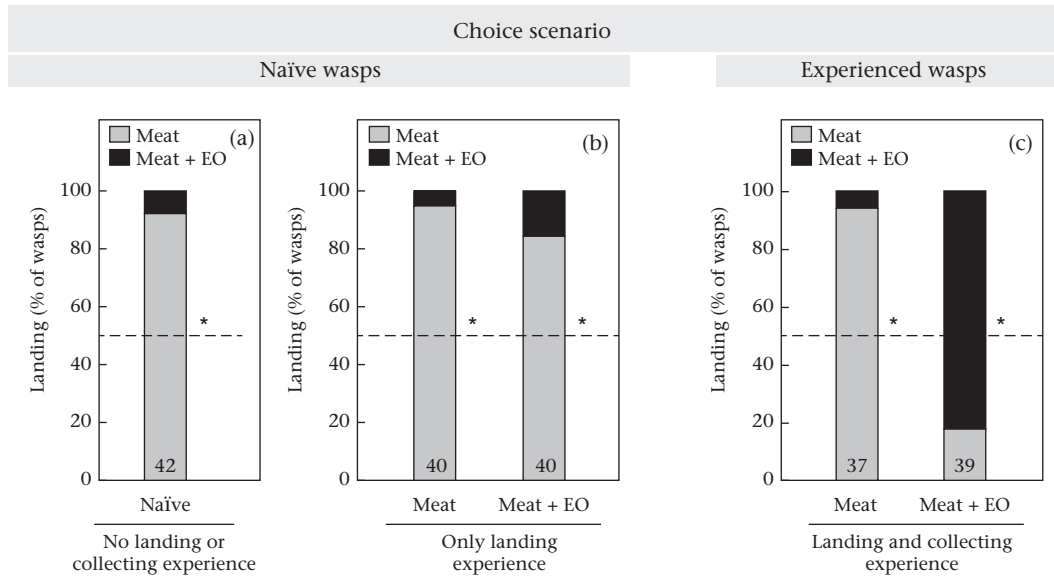 Choice scenario
Naïve wasps
Experienced wasps
Meat
Meat + EO
(a)
Landing (% of wasps)
100
80
60
40
20
0
*
42
Naïve
No landing or
collecting experience
Meat
Meat + EO
(b)
Landing (% of wasps)
100
80
60
40
20
0
*
*
40
40
Meat
Meat + EO
Only landing
experience
Meat
Meat + EO
(c)
Landing (% of wasps)
100
80
60
40
20
0
*
*
37
39
Meat
Meat + EO
Landing and collecting
experience